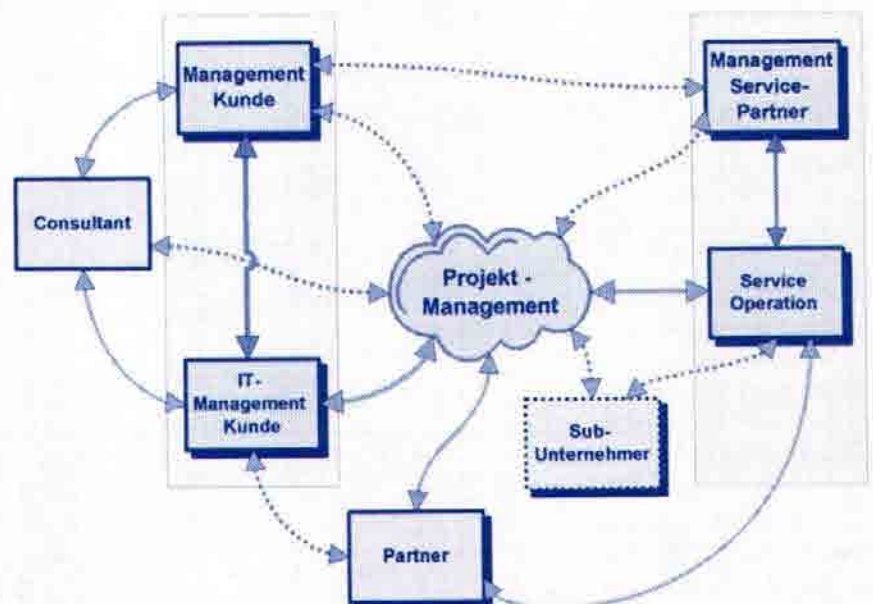 Management
Kunde
Management
Service-
Partner
Consultant
Projekt -
Management
Service
Operation
IT-
Management
Kunde
Sub-
Unternehmer
Partner